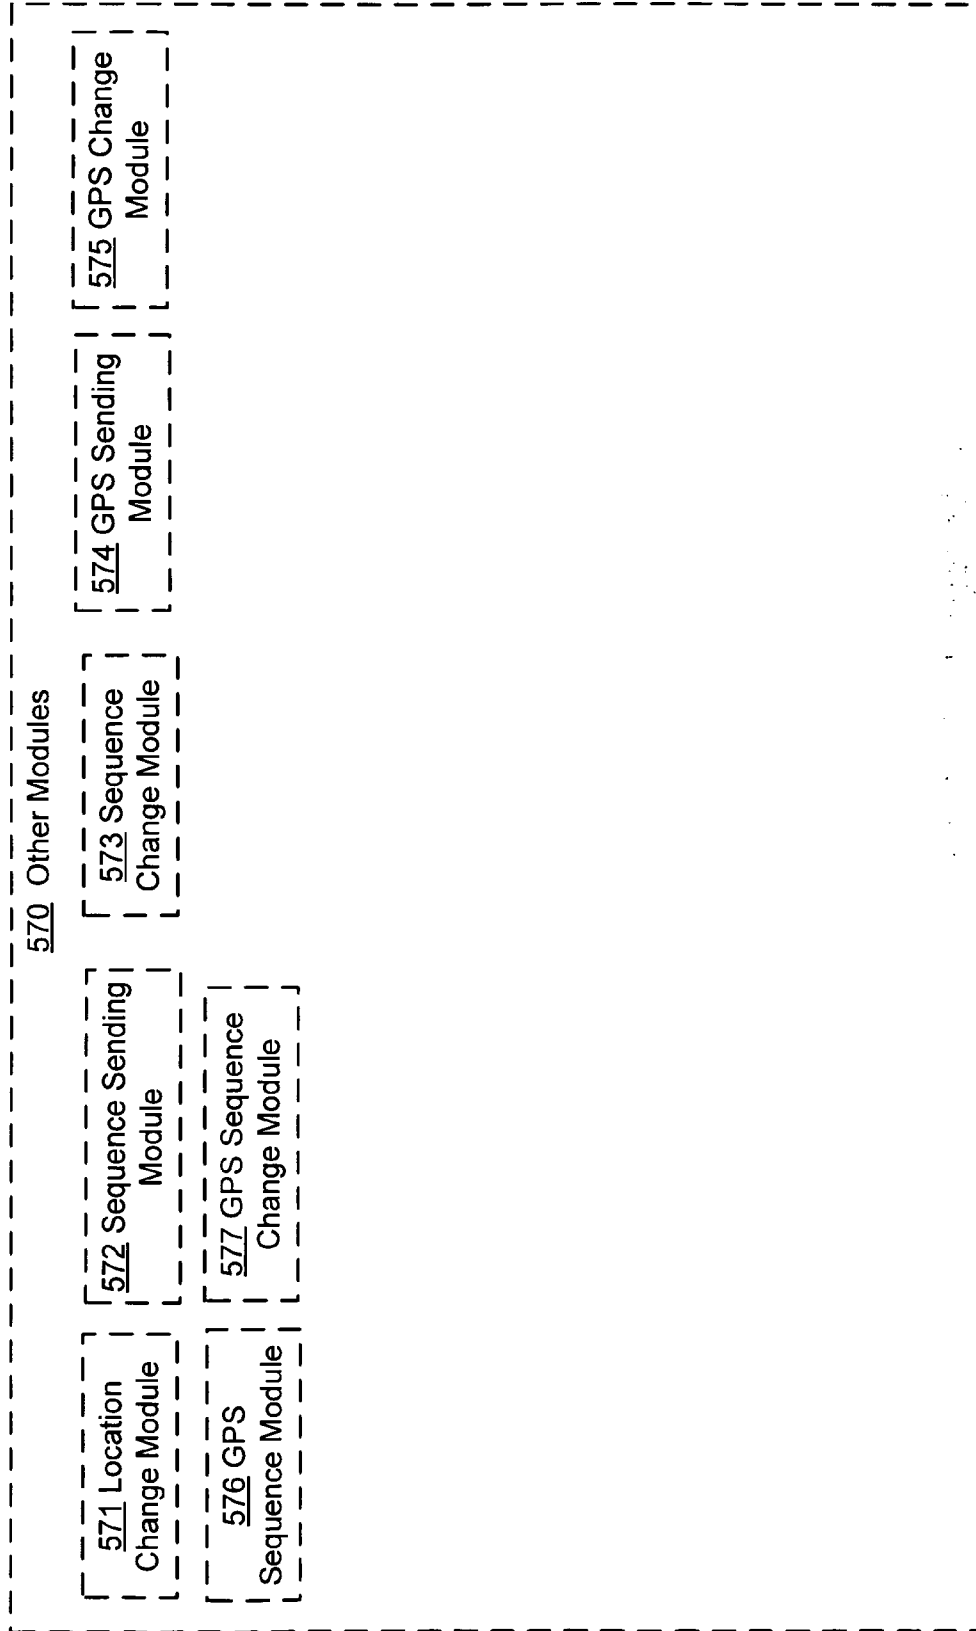 570 Other Modules
571 Location
Change Module
572 Sequence Sending
Module
573 Sequence
Change Module
574 GPS Sending
Module
575 GPS Change
Module
576 GPS
Sequence Module
577 GPS Sequence
Change Module